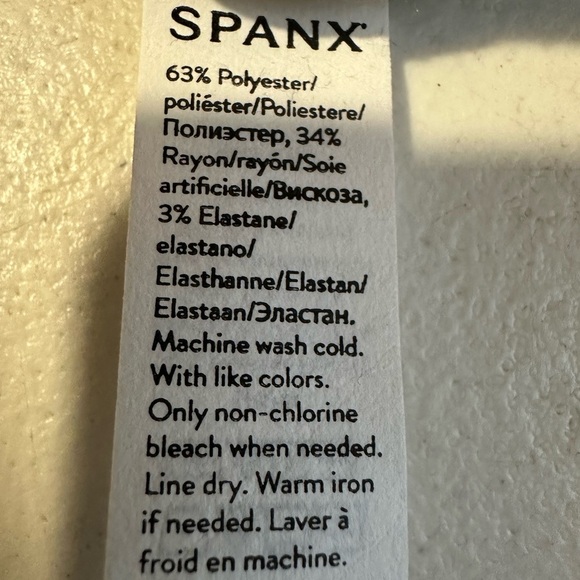 SPANX
63% Polyester/
poliéster/Poliestere/
Полиэстер, 34%
Rayon/rayón/Soie
artificielle/Вискоза,
3% Elastane/
elastano/
Elasthanne/Elastan/
Elastaan/Эластан.
Machine wash cold.
With like colors.
Only non-chlorine
bleach when needed.
Line dry. Warm iron
if needed. Laver à
froid en machine.